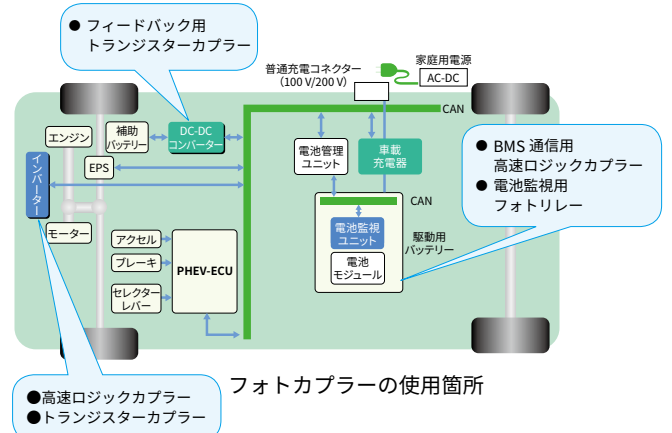 ● フィードバック用
トランジスターカプラー
普通充電コネクター
(100 V/200 V)
家庭用電源
AC-DC
CAN
エンジン
補助
バッテリー
DC-DC
コンバーター
EPS
インバーター
モーター
電池管理
ユニット
車載
充電器
● BMS 通信用
高速ロジックカプラー
● 電池監視用
フォトリレー
CAN
電池監視
ユニット
電池
モジュール
駆動用
バッテリー
アクセル
ブレーキ
セレクター
レバー
PHEV-ECU
●高速ロジックカプラー
●トランジスターカプラー
フォトカプラーの使用箇所